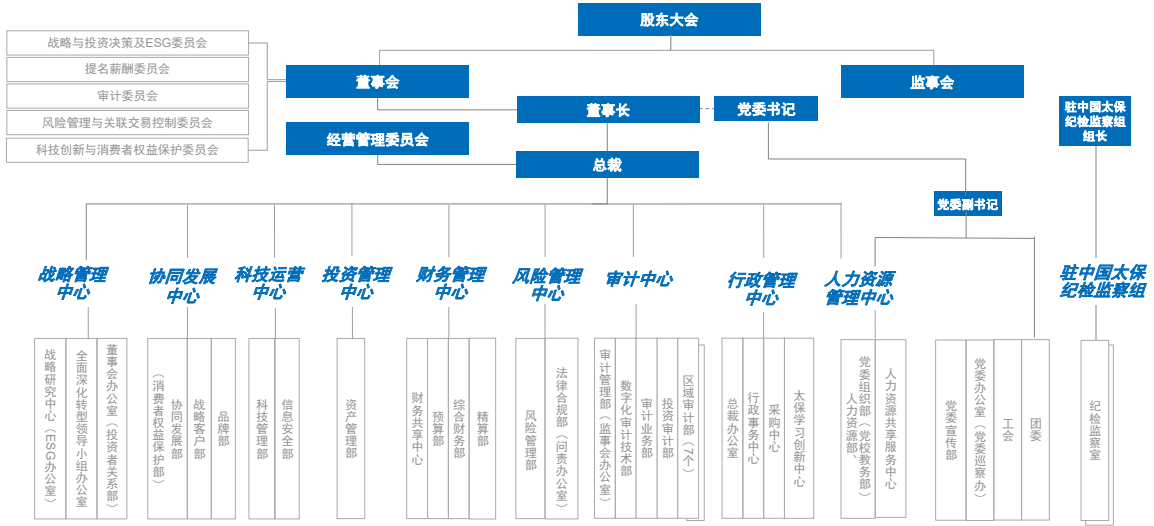 股东大会
战略与投资决策及ESG委员会
提名薪酬委员会
审计委员会
风险管理与关联交易控制委员会
科技创新与消费者权益保护委员会
董事会
监事会
董事长
党委书记
驻中国太保
纪检监察组
组长
经营管理委员会
总裁
党委副书记
战略管理
中心
协同发展
中心
科技运营
中心
投资管理
中心
财务管理
中心
风险管理
中心
审计中心
行政管理
中心
人力资源
管理中心
驻中国太保
纪检监察组
战略研究中心（ESG办公室）
全面深化转型领导小组办公室
董事会办公室（投资者关系部）
协同发展部
（消费者权益保护部）
战略客户部
品牌部
科技管理部
信息安全部
资产管理部
财务共享中心
预算部
综合财务部
精算部
风险管理部
法律合规部（问责办公室）
审计管理部（监事会办公室）
数字化审计技术部
审计业务部
投资审计部
区域审计部（7个）
总裁办公室
行政事务中心
采购中心
太保学习创新中心
党委组织部（党校教务部）
人力资源部、
人力资源共享服务中心
党委宣传部
党委办公室（党委巡察办）
工会
团委
纪检监察室